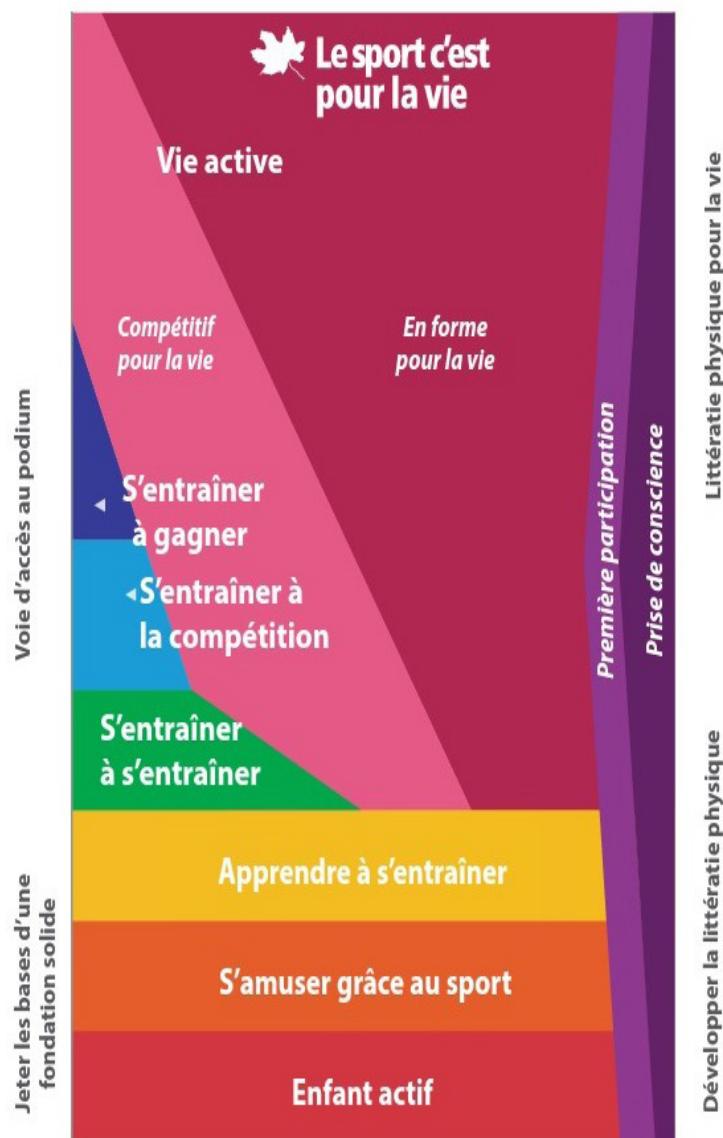 Le sport c'est
pour la vie
Vie active
Compétitif
pour la vie
En forme
pour la vie
S'entraîner
à gagner
S'entraîner à
la compétition
S'entraîner
à s'entraîner
Apprendre à s'entraîner
S'amuser grâce au sport
Enfant actif
Première participation
Prise de conscience
Voie d'accès au podium
Jeter les bases d'une
fondation solide
Littératie physique pour la vie
Développer la littératie physique